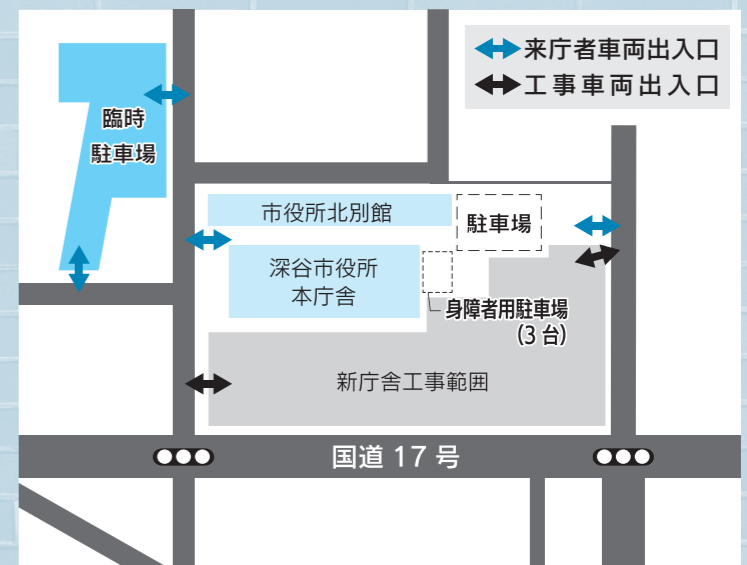 来庁者車両出入口
工事車両出入口
臨時
駐車場
市役所北別館
駐車場
深谷市役所
本庁舎
身障者用駐車場
(3台)
新庁舎工事範囲
国道 17 号